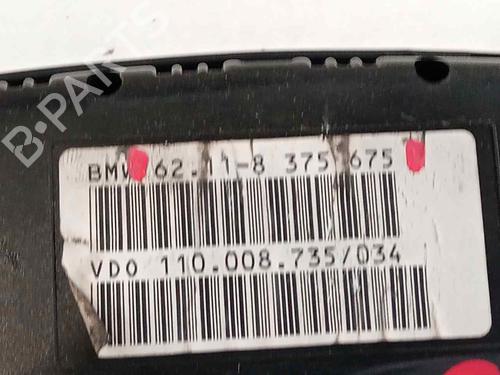 B-PARTS
BMW 62.11-8 375 675
VDO 110.008.735/034